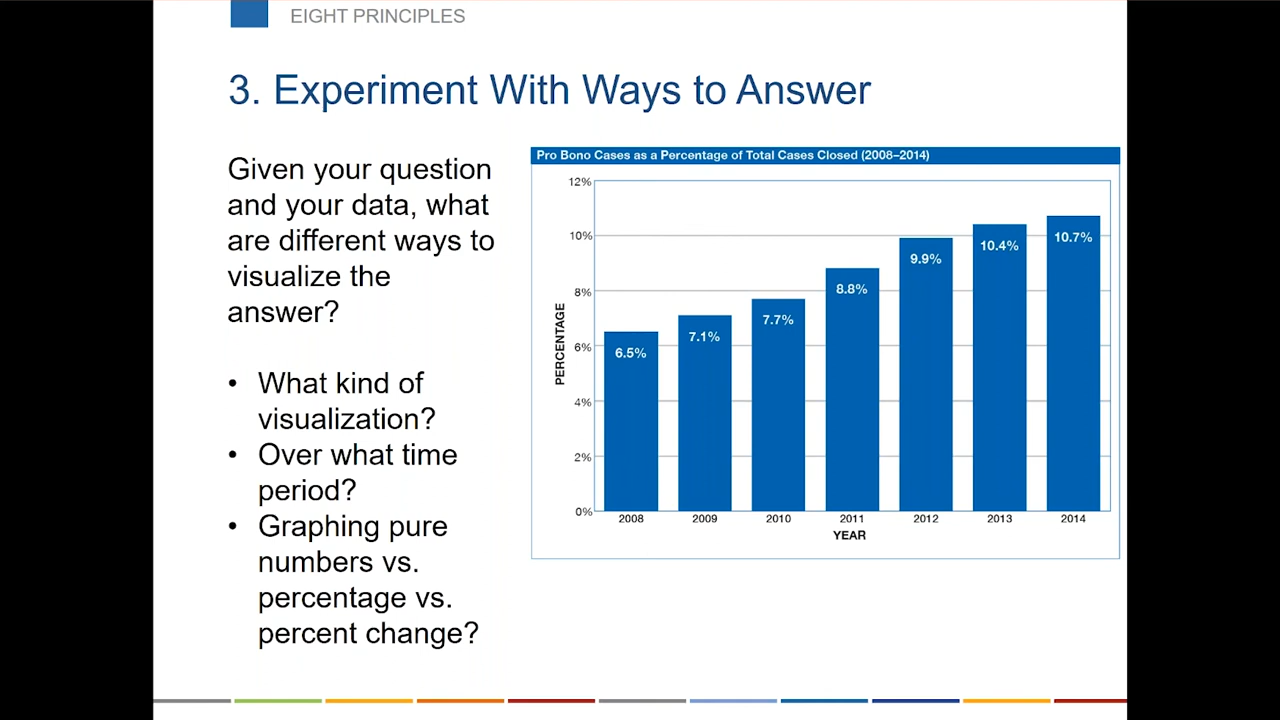 EIGHT PRINCIPLES
3. Experiment With Ways to Answer
Given your question
and your data, what
are different ways to
visualize the
answer?
• What kind of
visualization?
• Over what time
period?
• Graphing pure
numbers vs.
percentage vs.
percent change?
Pro Bono Cases as a Percentage of Total Cases Closed (2008–2014)
PERCENTAGE
12%
10%
8%
6%
4%
2%
0%
6.5%
7.1%
7.7%
8.8%
9.9%
10.4%
10.7%
2008
2009
2010
2011
2012
2013
2014
YEAR